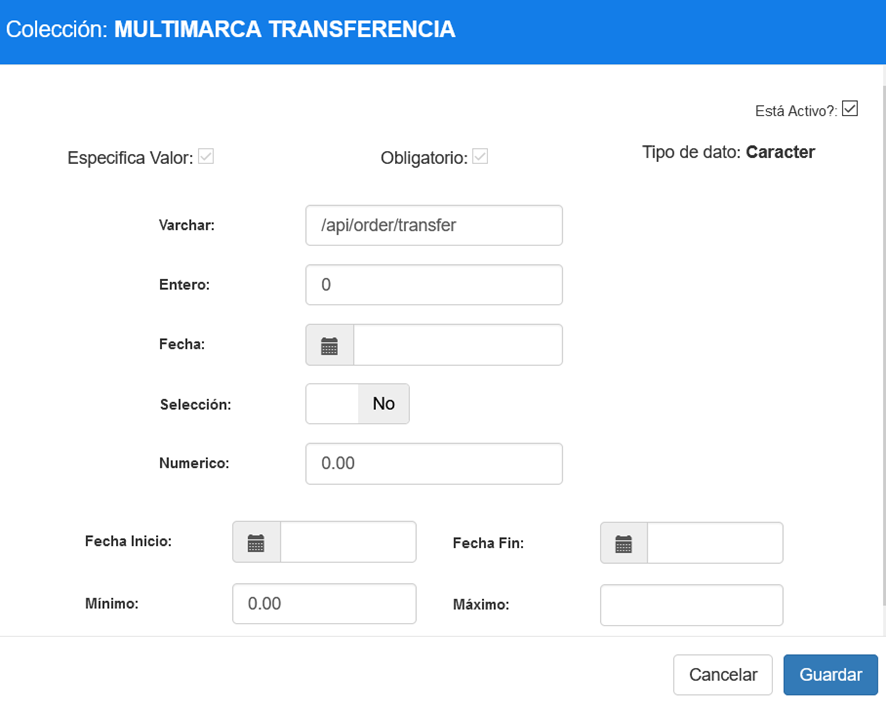 Colección: MULTIMARCA TRANSFERENCIA
Está Activo?:
Especifica Valor:
Obligatorio:
Tipo de dato: Caracter
Varchar:
/api/order/transfer
Entero:
0
Fecha:
Selección:
No
Numerico:
0.00
Fecha Inicio:
Fecha Fin:
Mínimo:
0.00
Máximo:
Cancelar
Guardar